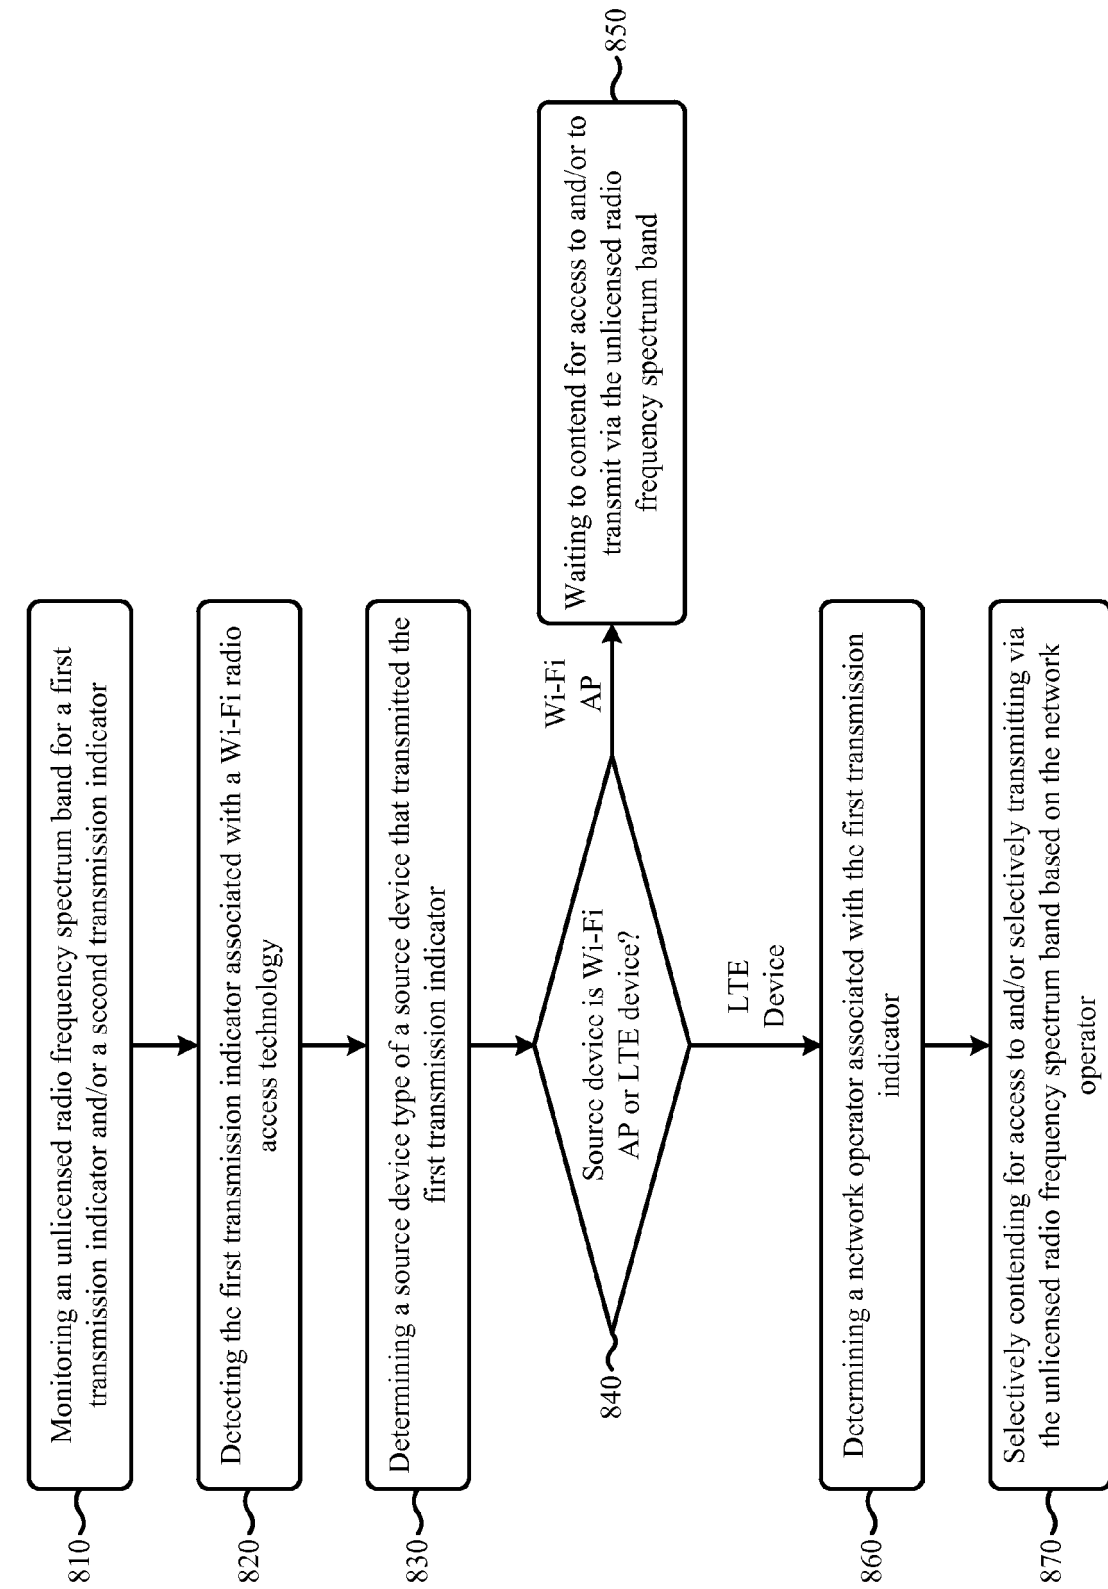 810
Monitoring an unlicensed radio frequency spectrum band for a first
transmission indicator and/or a second transmission indicator
820
Detecting the first transmission indicator associated with a Wi-Fi radio
access technology
830
Determining a source device type of a source device that transmitted the
first transmission indicator
840
Source device is Wi-Fi
AP or LTE device?
Wi-Fi
AP
850
Waiting to contend for access to and/or to
transmit via the unlicensed radio
frequency spectrum band
LTE
Device
860
Determining a network operator associated with the first transmission
indicator
870
Selectively contending for access to and/or selectively transmitting via
the unlicensed radio frequency spectrum band based on the network
operator